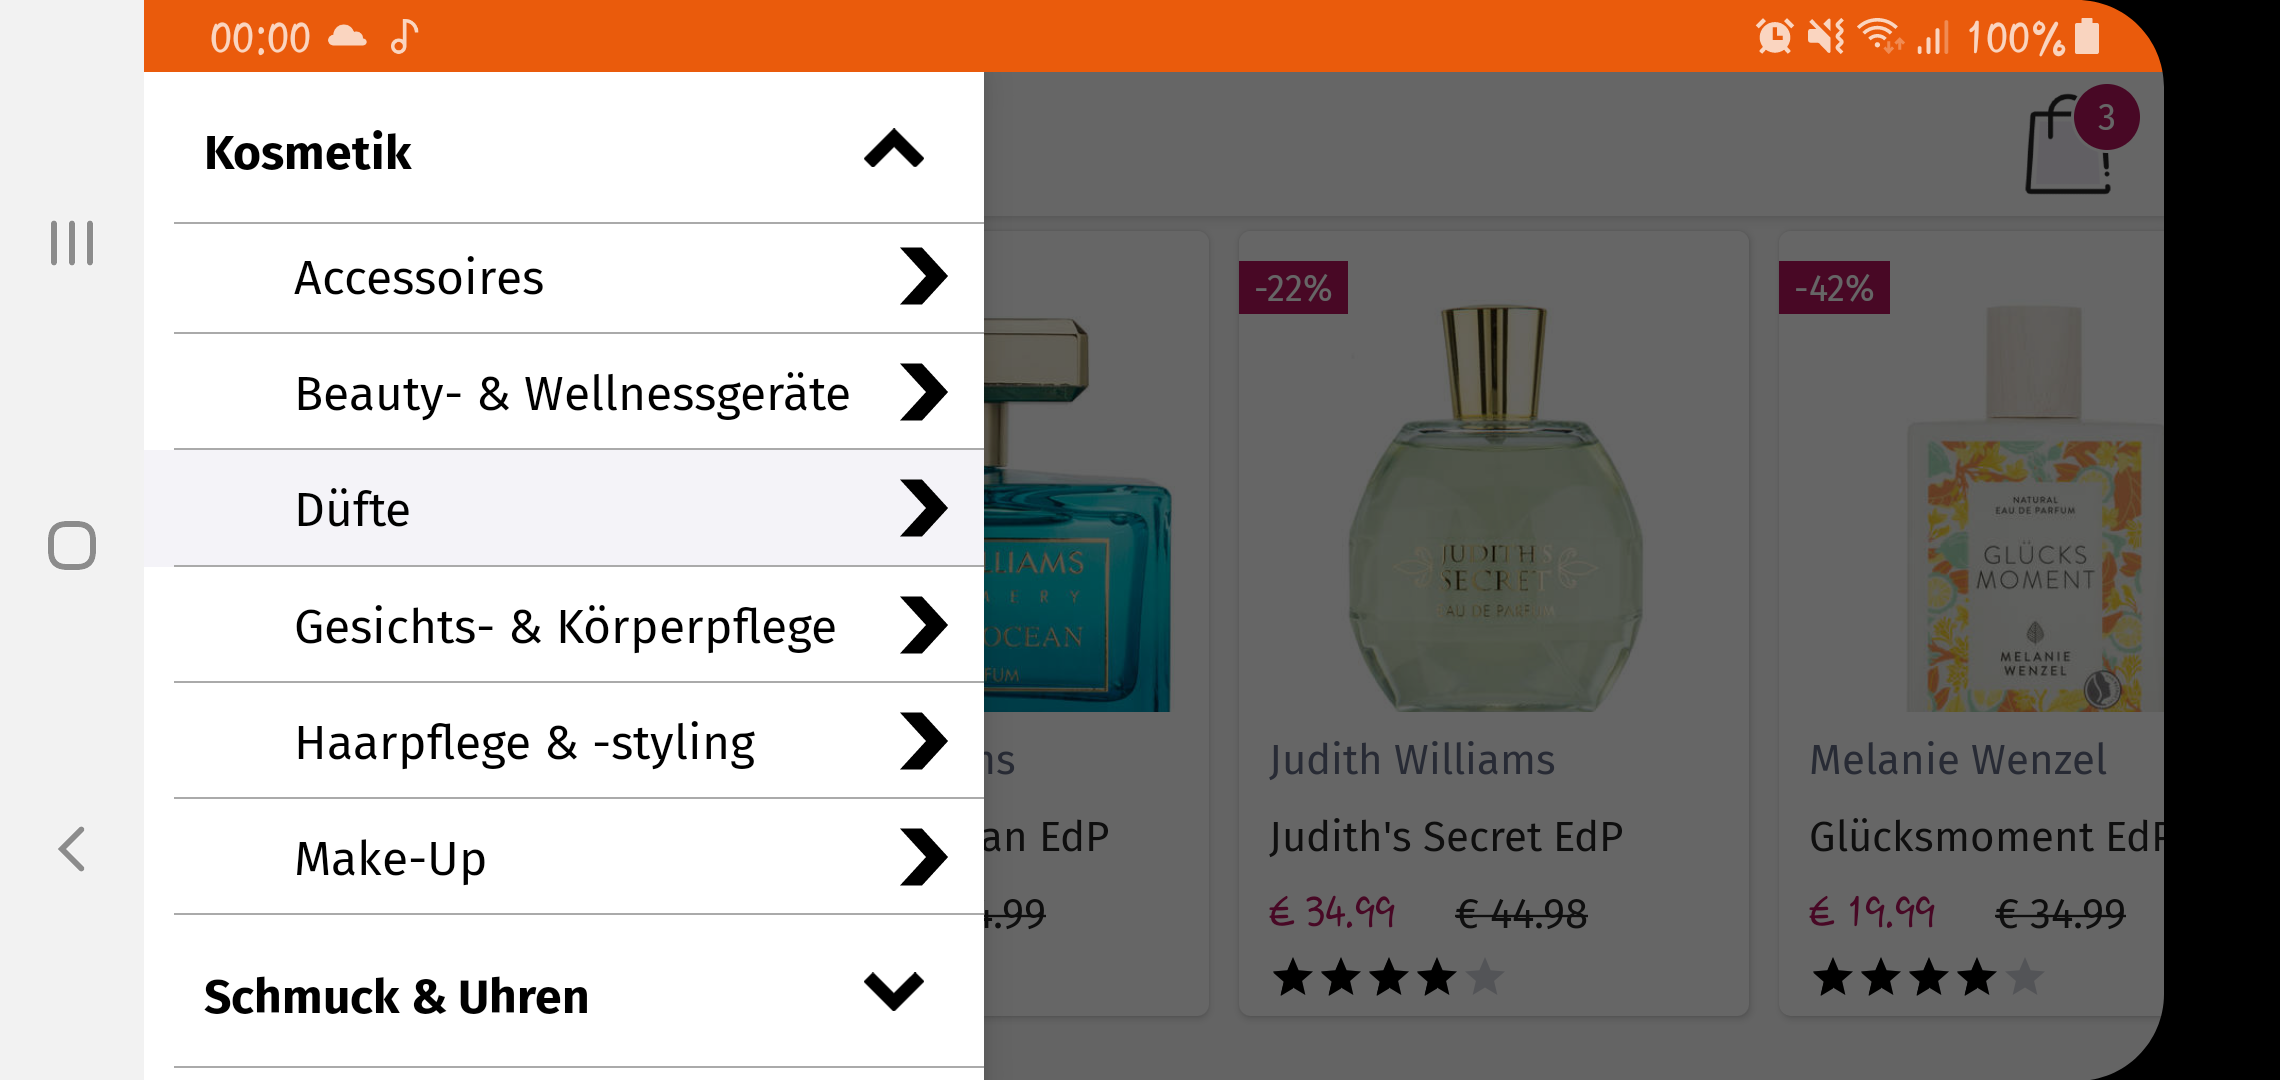 00:00
100%
Kosmetik
Accessoires
Beauty- & Wellnessgeräte
Düfte
Gesichts- & Körperpflege
Haarpflege & -styling
Make-Up
Schmuck & Uhren
3
LLIAMS
MERY
OCEAN
FUM
ns
an EdP
.99
-22%
JUDITH'S
SECRET
EAU DE PARFUM
Judith Williams
Judith's Secret EdP
€ 34.99 € 44.98
-42%
NATURAL
EAU DE PARFUM
GLÜCKS
MOMENT
MELANIE
WENZEL
Melanie Wenzel
Glücksmoment EdP
€ 19.99 € 34.99